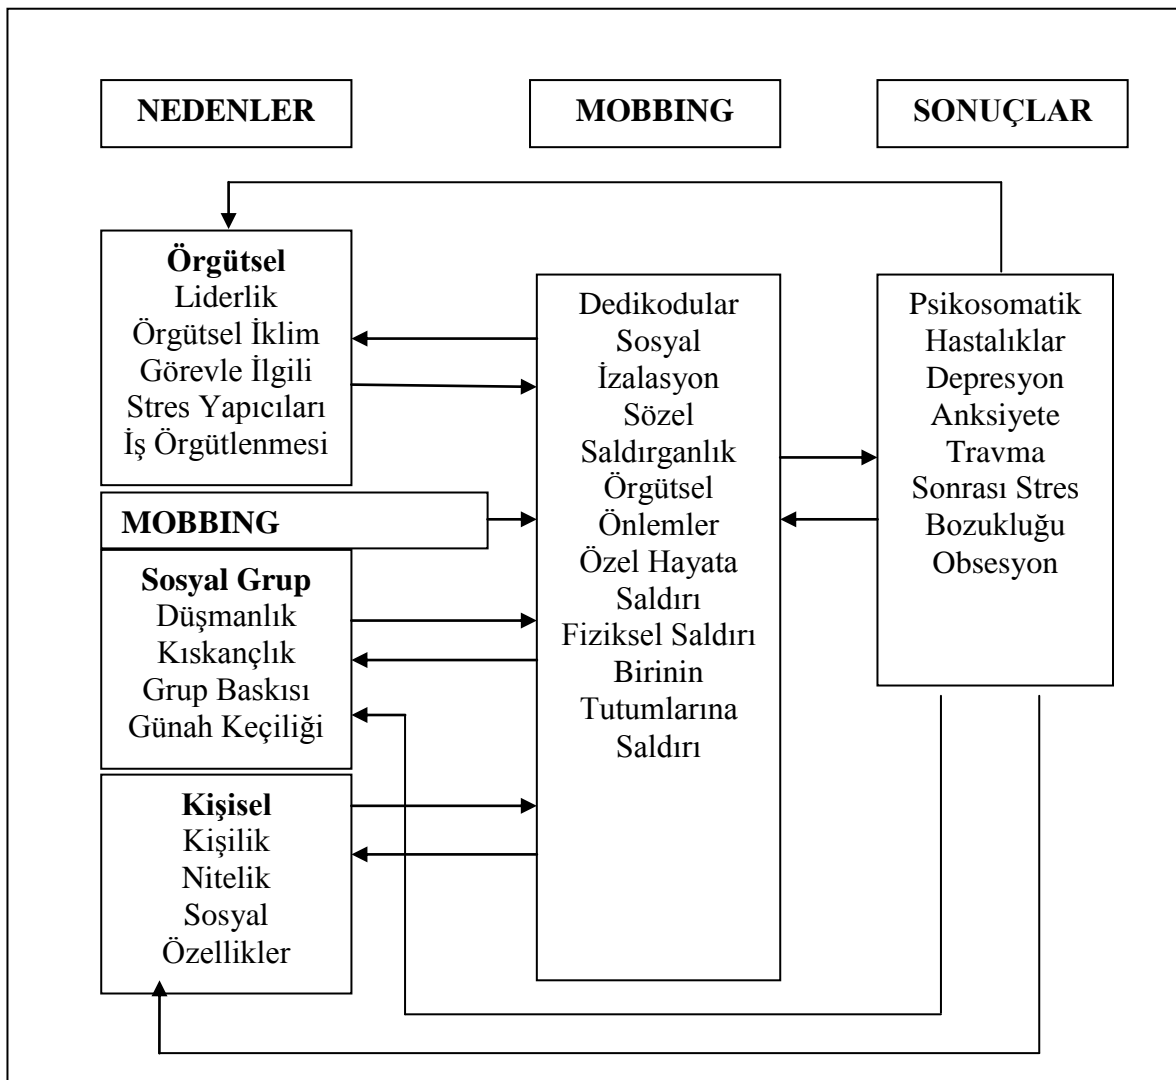 NEDENLER
MOBBING
SONUÇLAR
Örgütsel
Liderlik
Örgütsel İklim
Görevle İlgili
Stres Yapıcıları
İş Örgütlenmesi
MOBBING
Sosyal Grup
Düşmanlık
Kıskançlık
Grup Baskısı
Günah Keçiliği
Kişisel
Kişilik
Nitelik
Sosyal
Özellikler
Dedikodular
Sosyal
İzalasyon
Sözel
Saldırganlık
Örgütsel
Önlemler
Özel Hayata
Saldırı
Fiziksel Saldırı
Birinin
Tutumlarına
Saldırı
Psikosomatik
Hastalıklar
Depresyon
Anksiyete
Travma
Sonrası Stres
Bozukluğu
Obsesyon